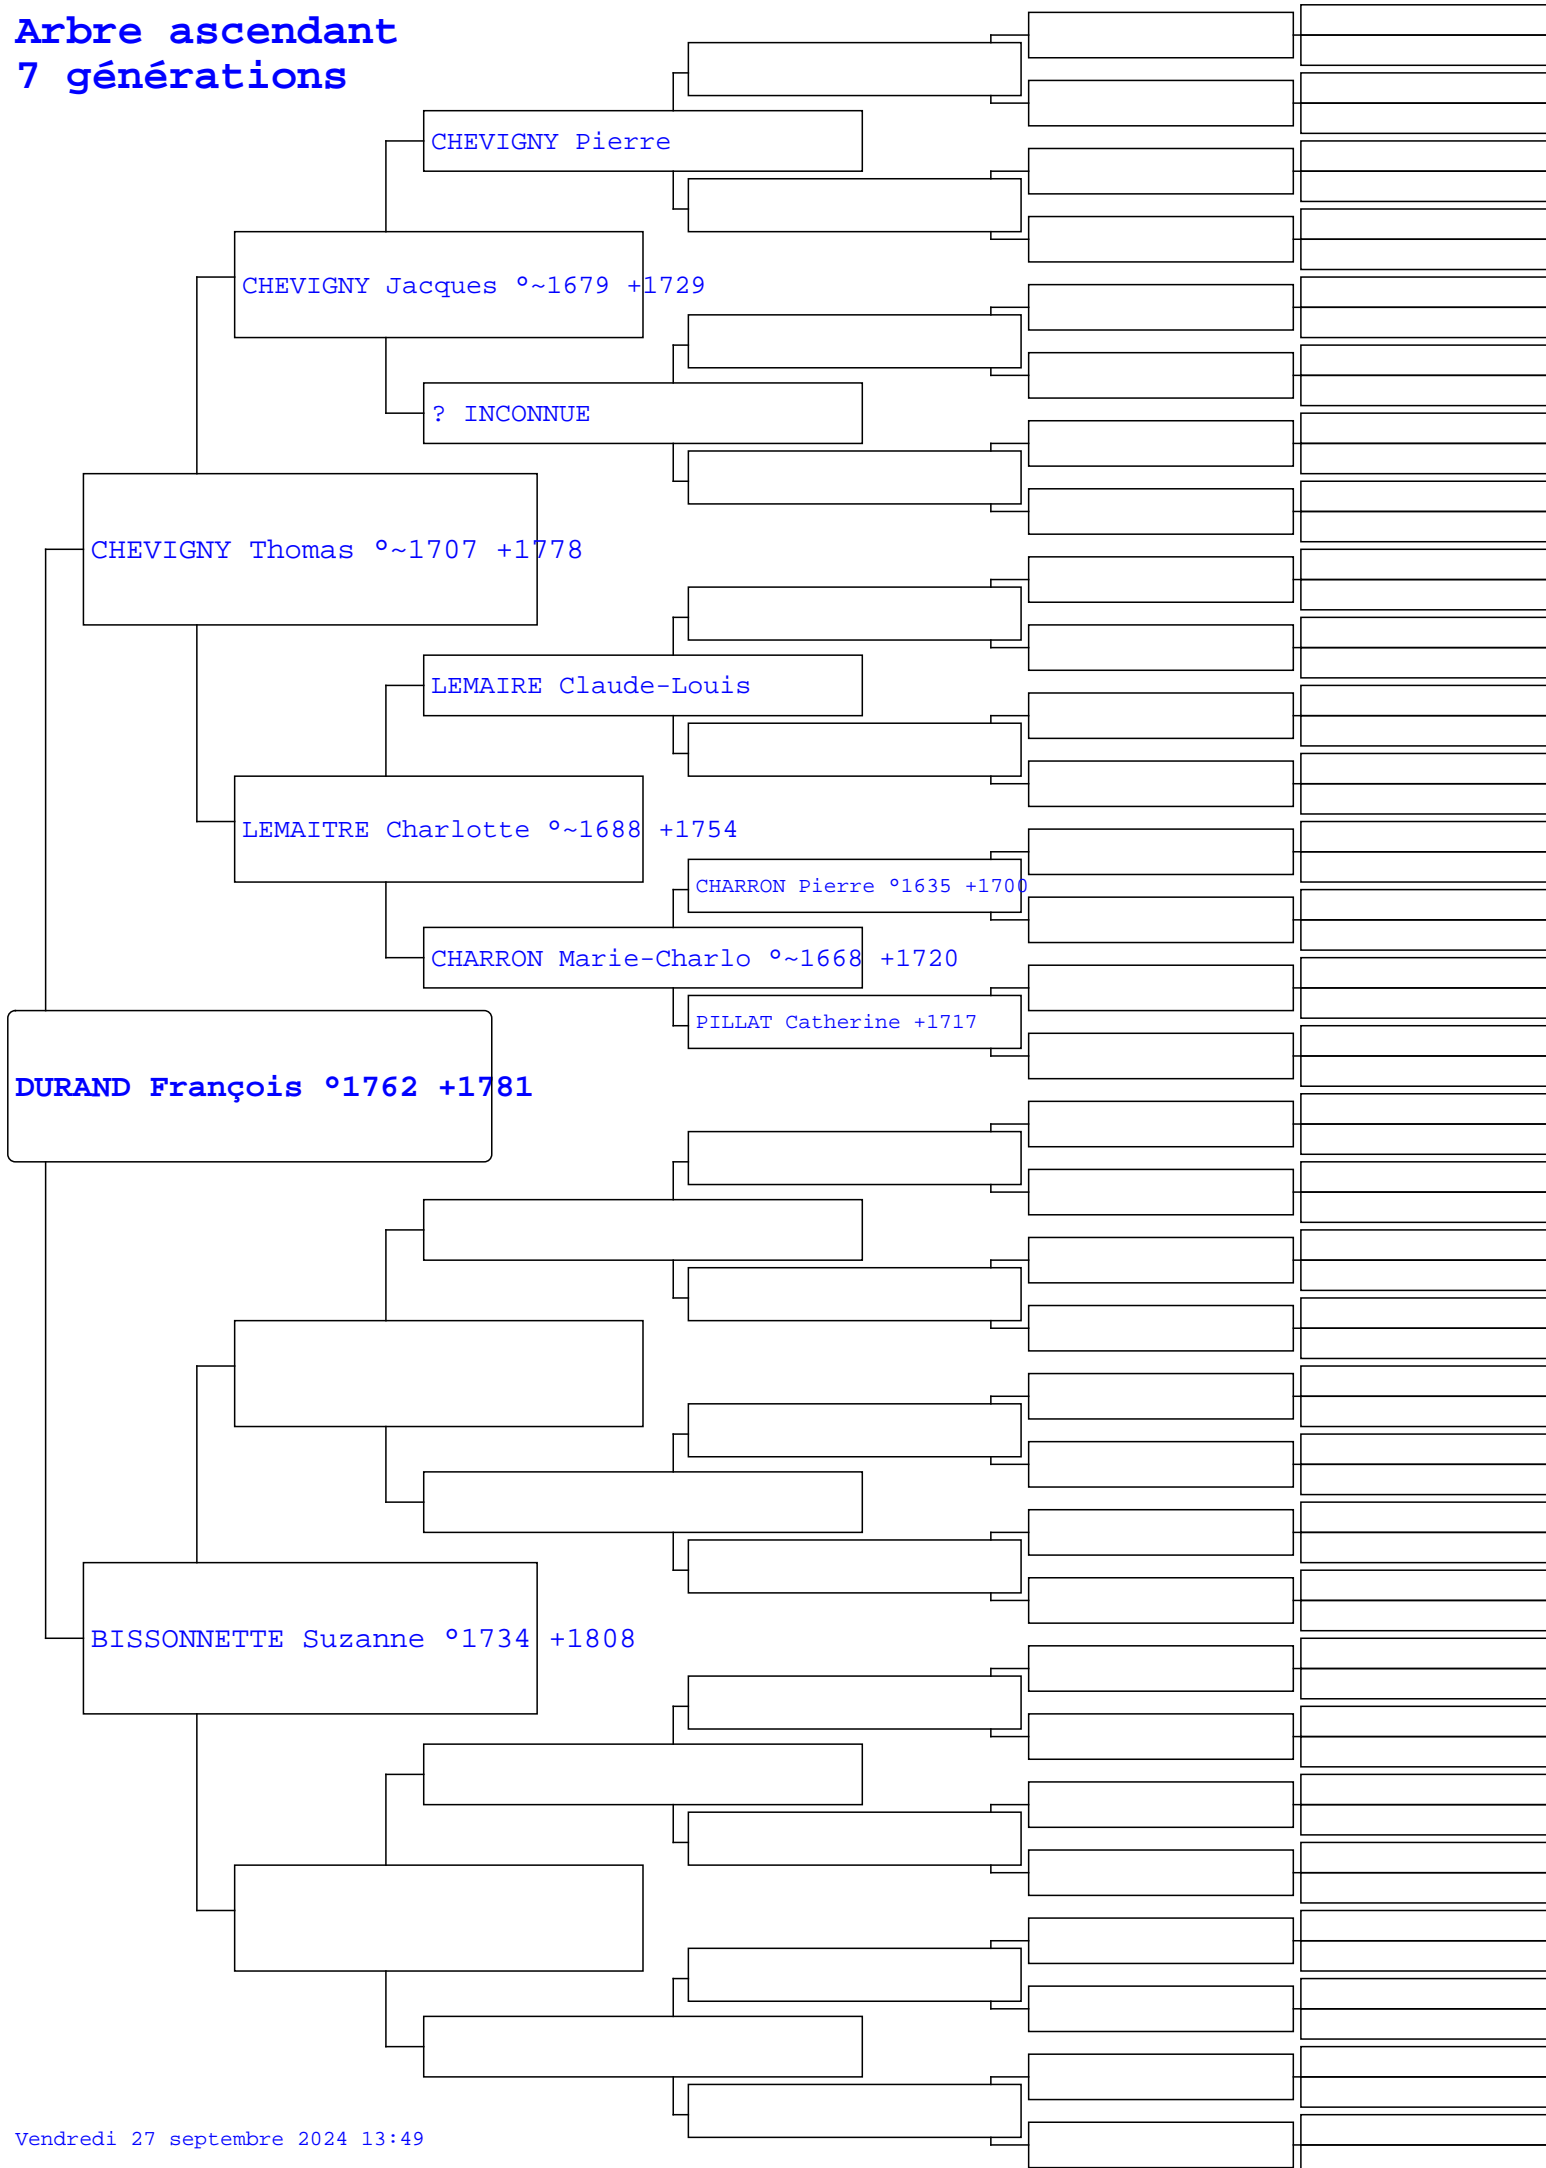 Arbre ascendant
7 générations
CHEVIGNY Pierre
CHEVIGNY Jacques °~1679 +1729
? INCONNUE
CHEVIGNY Thomas °~1707 +1778
LEMAIRE Claude-Louis
LEMAITRE Charlotte °~1688 +1754
CHARRON Pierre °1635 +1700
CHARRON Marie-Charlo °~1668 +1720
PILLAT Catherine +1717
DURAND François °1762 +1781
BISSONNETTE Suzanne °1734 +1808
Vendredi 27 septembre 2024 13:49